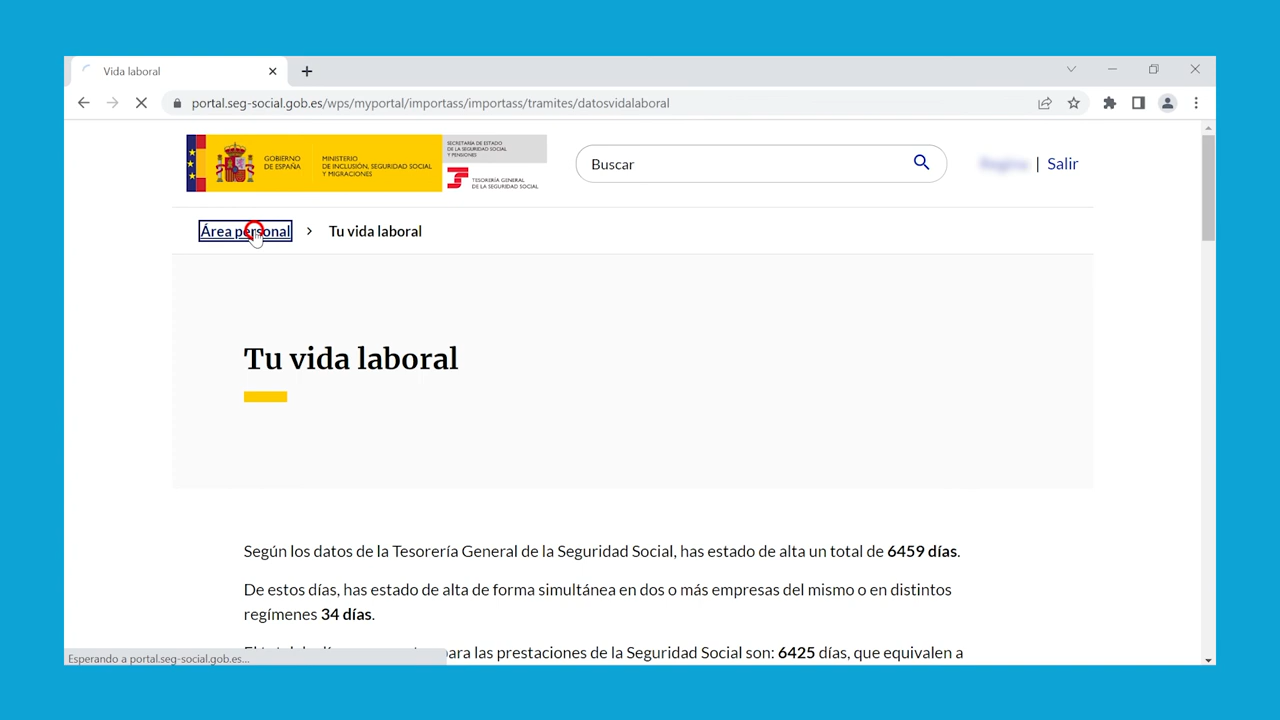 Vida laboral
portal.seg-social.gob.es/wps/myportal/importass/importass/tramites/datosvidalaboral
GOBIERNO
DE ESPAÑA
MINISTERIO
DE INCLUSIÓN, SEGURIDAD SOCIAL
Y MIGRACIONES
SECRETARÍA DE ESTADO
DE LA SEGURIDAD SOCIAL
Y PENSIONES
TESORERÍA GENERAL
DE LA SEGURIDAD SOCIAL
Buscar
| Salir
Área personal > Tu vida laboral
Tu vida laboral
Según los datos de la Tesorería General de la Seguridad Social, has estado de alta un total de 6459 días.
De estos días, has estado de alta de forma simultánea en dos o más empresas del mismo o en distintos
regímenes 34 días.
para las prestaciones de la Seguridad Social son: 6425 días, que equivalen a
Esperando a portal.seg-social.gob.es...